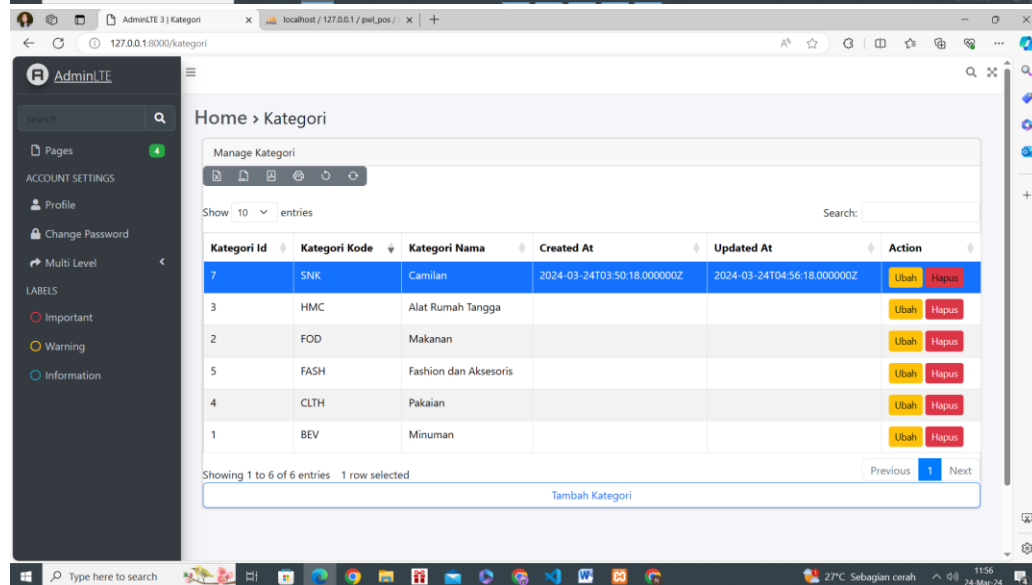 AdminLTE 3 | Kategori
localhost / 127.0.0.1 / pwl_pos /
127.0.0.1:8000/kategori
AdminLTE
search
Pages 4
ACCOUNT SETTINGS
Profile
Change Password
Multi Level
LABELS
Important
Warning
Information
Home › Kategori
Manage Kategori
Show 10 entries Search:
Kategori Id Kategori Kode Kategori Nama Created At Updated At Action
7 SNK Camilan 2024-03-24T03:50:18.000000Z 2024-03-24T04:56:18.000000Z Ubah Hapus
3 HMC Alat Rumah Tangga Ubah Hapus
2 FOD Makanan Ubah Hapus
5 FASH Fashion dan Aksesoris Ubah Hapus
4 CLTH Pakaian Ubah Hapus
1 BEV Minuman Ubah Hapus
Showing 1 to 6 of 6 entries 1 row selected Previous 1 Next
Tambah Kategori
Type here to search
27°C Sebagian cerah
11:56
24-Mar-24